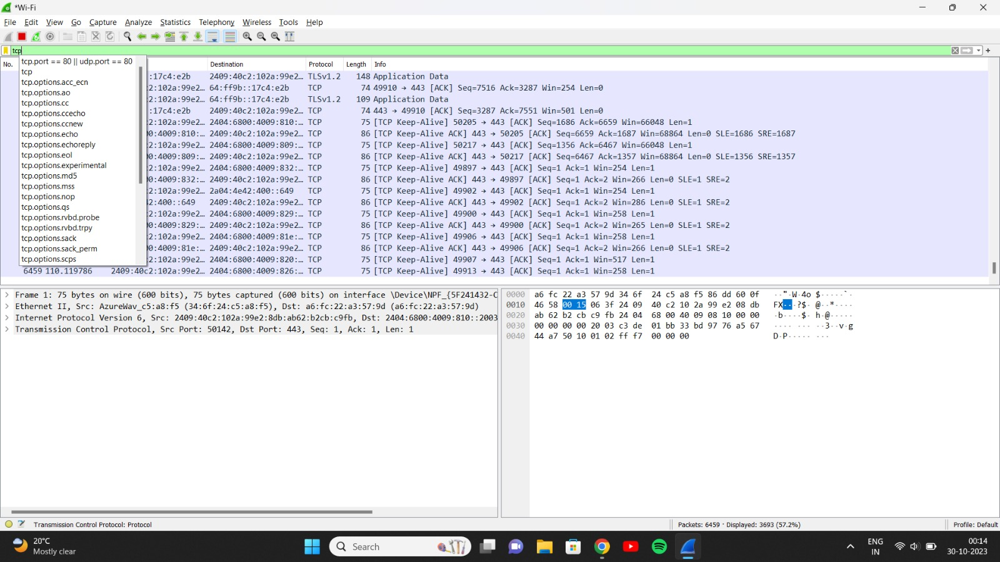 *Wi-Fi
File Edit View Go Capture Analyze Statistics Telephony Wireless Tools Help
tcp
No. Destination Protocol Length Info
tcp.port == 80 || udp.port == 80
tcp
tcp.options.acc_ecn
tcp.options.ao
tcp.options.cc
tcp.options.ccecho
tcp.options.ccnew
tcp.options.echo
tcp.options.echoreply
tcp.options.eol
tcp.options.experimental
tcp.options.md5
tcp.options.mss
tcp.options.nop
tcp.options.qs
tcp.options.rvbd.probe
tcp.options.rvbd.trpy
tcp.options.sack
tcp.options.sack_perm
tcp.options.scps
:17c4:e2b 2409:40c2:102a:99e2… TLSv1.2 148 Application Data
2:102a:99e2… 64:ff9b::17c4:e2b TCP 74 49910 → 443 [ACK] Seq=7516 Ack=3287 Win=254 Len=0
2:102a:99e2… 64:ff9b::17c4:e2b TLSv1.2 109 Application Data
:17c4:e2b 2409:40c2:102a:99e2… TCP 74 443 → 49910 [ACK] Seq=3287 Ack=7551 Win=501 Len=0
2:102a:99e2… 2404:6800:4009:810:… TCP 75 [TCP Keep-Alive] 50205 → 443 [ACK] Seq=1686 Ack=6659 Win=66048 Len=1
00:4009:810:… 2409:40c2:102a:99e2… TCP 86 [TCP Keep-Alive ACK] 443 → 50205 [ACK] Seq=6659 Ack=1687 Win=68864 Len=0 SLE=1686 SRE=1687
2:102a:99e2… 2404:6800:4009:809:… TCP 75 [TCP Keep-Alive] 50217 → 443 [ACK] Seq=1356 Ack=6467 Win=66048 Len=1
00:4009:809:… 2409:40c2:102a:99e2… TCP 86 [TCP Keep-Alive ACK] 443 → 50217 [ACK] Seq=6467 Ack=1357 Win=68864 Len=0 SLE=1356 SRE=1357
2:102a:99e2… 2404:6800:4009:832:… TCP 75 [TCP Keep-Alive] 49897 → 443 [ACK] Seq=1 Ack=1 Win=254 Len=1
00:4009:832:… 2409:40c2:102a:99e2… TCP 86 [TCP Keep-Alive ACK] 443 → 49897 [ACK] Seq=1 Ack=2 Win=266 Len=0 SLE=1 SRE=2
2:102a:99e2… 2a04:4e42:400::649 TCP 75 [TCP Keep-Alive] 49902 → 443 [ACK] Seq=1 Ack=1 Win=254 Len=1
42:400::649 2409:40c2:102a:99e2… TCP 86 [TCP Keep-Alive ACK] 443 → 49902 [ACK] Seq=1 Ack=2 Win=286 Len=0 SLE=1 SRE=2
2:102a:99e2… 2404:6800:4009:829:… TCP 75 [TCP Keep-Alive] 49900 → 443 [ACK] Seq=1 Ack=1 Win=258 Len=1
00:4009:829:… 2409:40c2:102a:99e2… TCP 86 [TCP Keep-Alive ACK] 443 → 49900 [ACK] Seq=1 Ack=2 Win=265 Len=0 SLE=1 SRE=2
2:102a:99e2… 2404:6800:4009:81e:… TCP 75 [TCP Keep-Alive] 49906 → 443 [ACK] Seq=1 Ack=1 Win=258 Len=1
00:4009:81e:… 2409:40c2:102a:99e2… TCP 86 [TCP Keep-Alive ACK] 443 → 49906 [ACK] Seq=1 Ack=2 Win=266 Len=0 SLE=1 SRE=2
2:102a:99e2… 2404:6800:4009:820:… TCP 75 [TCP Keep-Alive] 49907 → 443 [ACK] Seq=1 Ack=1 Win=517 Len=1
6459 110.119786 2409:40c2:102a:99e2… 2404:6800:4009:826:… TCP 75 [TCP Keep-Alive] 49913 → 443 [ACK] Seq=1 Ack=1 Win=258 Len=1
Frame 1: 75 bytes on wire (600 bits), 75 bytes captured (600 bits) on interface \Device\NPF_{5F241432-C
Ethernet II, Src: AzureWav_c5:a8:f5 (34:6f:24:c5:a8:f5), Dst: a6:fc:22:a3:57:9d (a6:fc:22:a3:57:9d)
Internet Protocol Version 6, Src: 2409:40c2:102a:99e2:8db:ab62:b2cb:c9fb, Dst: 2404:6800:4009:810::2003
Transmission Control Protocol, Src Port: 50142, Dst Port: 443, Seq: 1, Ack: 1, Len: 1
0000 a6 fc 22 a3 57 9d 34 6f 24 c5 a8 f5 86 dd 60 0f ··"·W·4o $·····`·
0010 46 58 00 15 06 3f 24 09 40 c2 10 2a 99 e2 08 db FX···?$· @··*····
0020 ab 62 b2 cb c9 fb 24 04 68 00 40 09 08 10 00 00 ·b····$· h·@·····
0030 00 00 00 00 20 03 c3 de 01 bb 33 bd 97 76 a5 67 ···· ··· ··3··v·g
0040 44 a7 50 10 01 02 ff f7 00 00 00 D·P····· ···
Transmission Control Protocol: Protocol
Packets: 6459 · Displayed: 3693 (57.2%)
Profile: Default
20°C
Mostly clear
Search
ENG
IN
00:14
30-10-2023